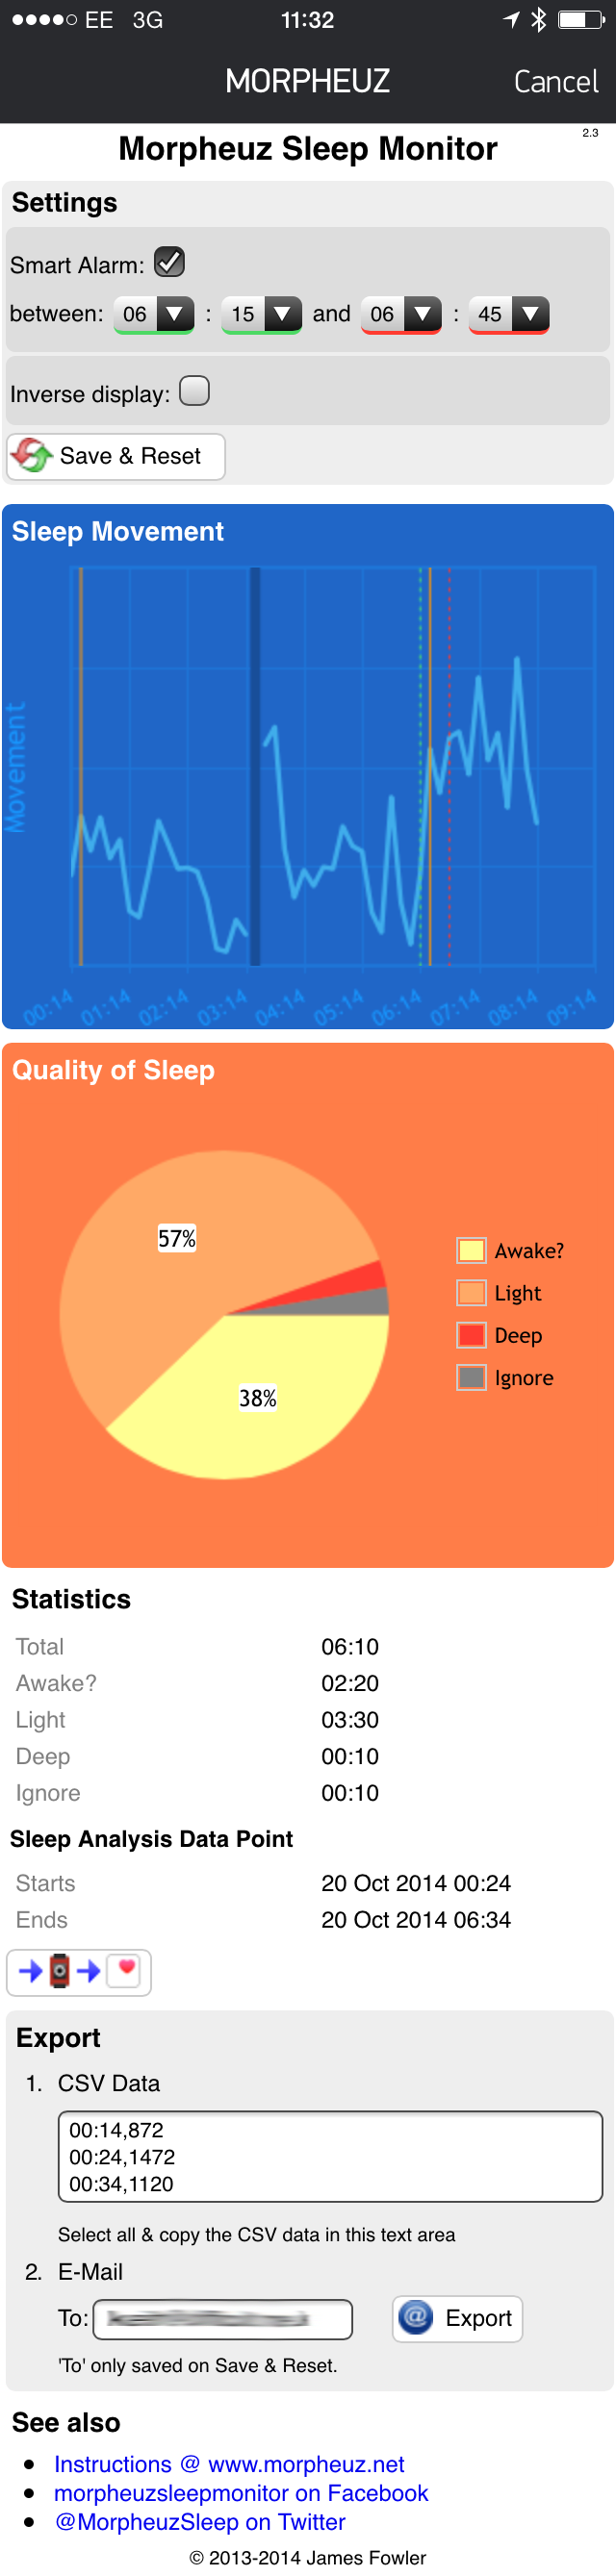 EE 3G 11:32
MORPHEUZ Cancel
2.3
Morpheuz Sleep Monitor
Settings
Smart Alarm:
between: 06 : 15 and 06 : 45
Inverse display:
Save & Reset
Sleep Movement
Movement
00:14 01:14 02:14 03:14 04:14 05:14 06:14 07:14 08:14 09:14
Quality of Sleep
57%
38%
Awake?
Light
Deep
Ignore
Statistics
Total 06:10
Awake? 02:20
Light 03:30
Deep 00:10
Ignore 00:10
Sleep Analysis Data Point
Starts 20 Oct 2014 00:24
Ends 20 Oct 2014 06:34
Export
1. CSV Data
00:14,872
00:24,1472
00:34,1120
Select all & copy the CSV data in this text area
2. E-Mail
To: @ Export
'To' only saved on Save & Reset.
See also
• Instructions @ www.morpheuz.net
• morpheuzsleepmonitor on Facebook
• @MorpheuzSleep on Twitter
© 2013-2014 James Fowler